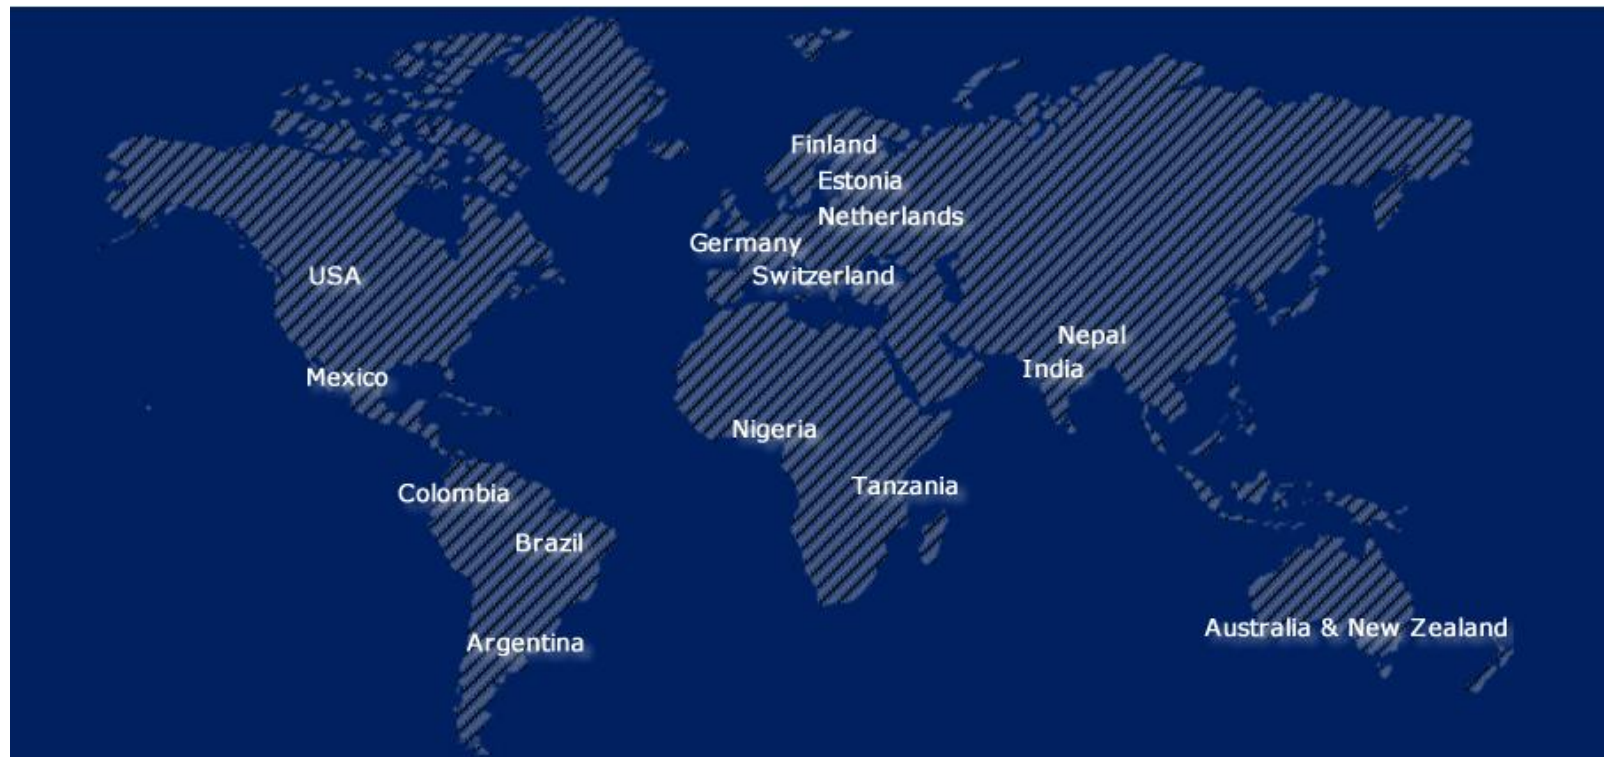 Finland
Estonia
Netherlands
Germany
Switzerland
USA
Nepal
India
Mexico
Nigeria
Tanzania
Colombia
Brazil
Australia & New Zealand
Argentina